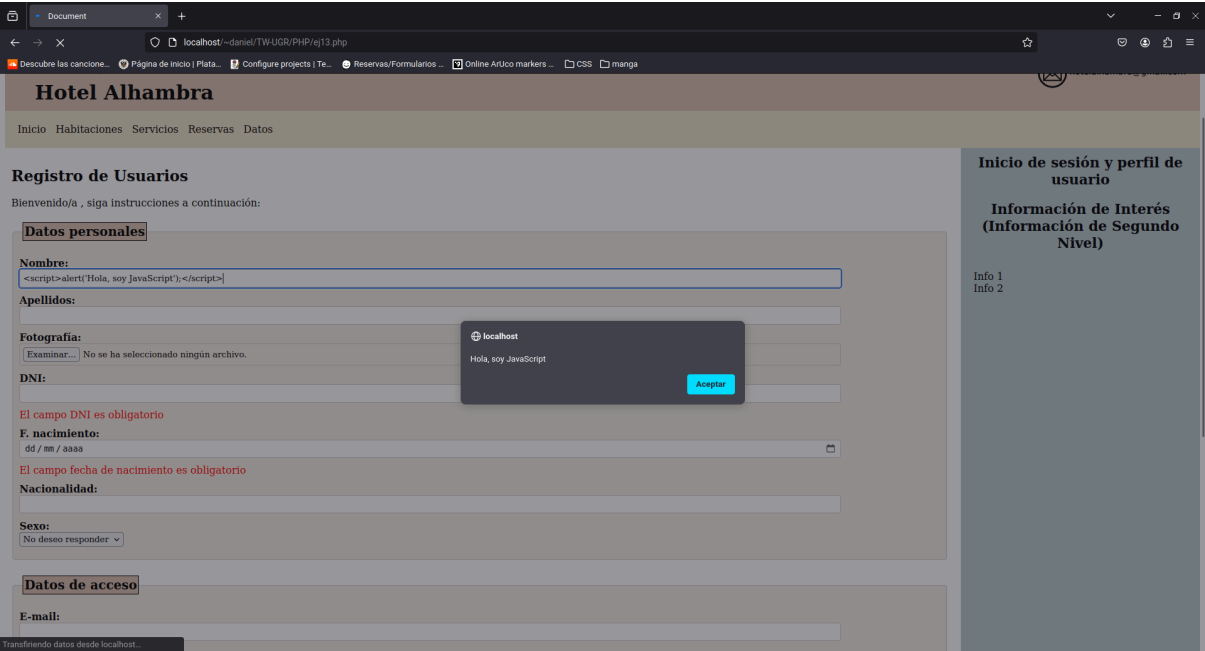 Document
localhost/~daniel/TW-UGR/PHP/ej13.php
Descubre las cancione... Página de inicio | Plata... Configure projects | Te... Reservas/Formularios ... Online ArUco markers ... CSS manga
Hotel Alhambra
Inicio Habitaciones Servicios Reservas Datos
Registro de Usuarios
Bienvenido/a , siga instrucciones a continuación:
Datos personales
Nombre:
<script>alert('Hola, soy JavaScript');</script>
Apellidos:
Fotografía:
Examinar... No se ha seleccionado ningún archivo.
DNI:
El campo DNI es obligatorio
F. nacimiento:
dd / mm / aaaa
El campo fecha de nacimiento es obligatorio
Nacionalidad:
Sexo:
No deseo responder
Datos de acceso
E-mail:
localhost
Hola, soy JavaScript
Aceptar
Inicio de sesión y perfil de
usuario
Información de Interés
(Información de Segundo
Nivel)
Info 1
Info 2
Transfiriendo datos desde localhost...